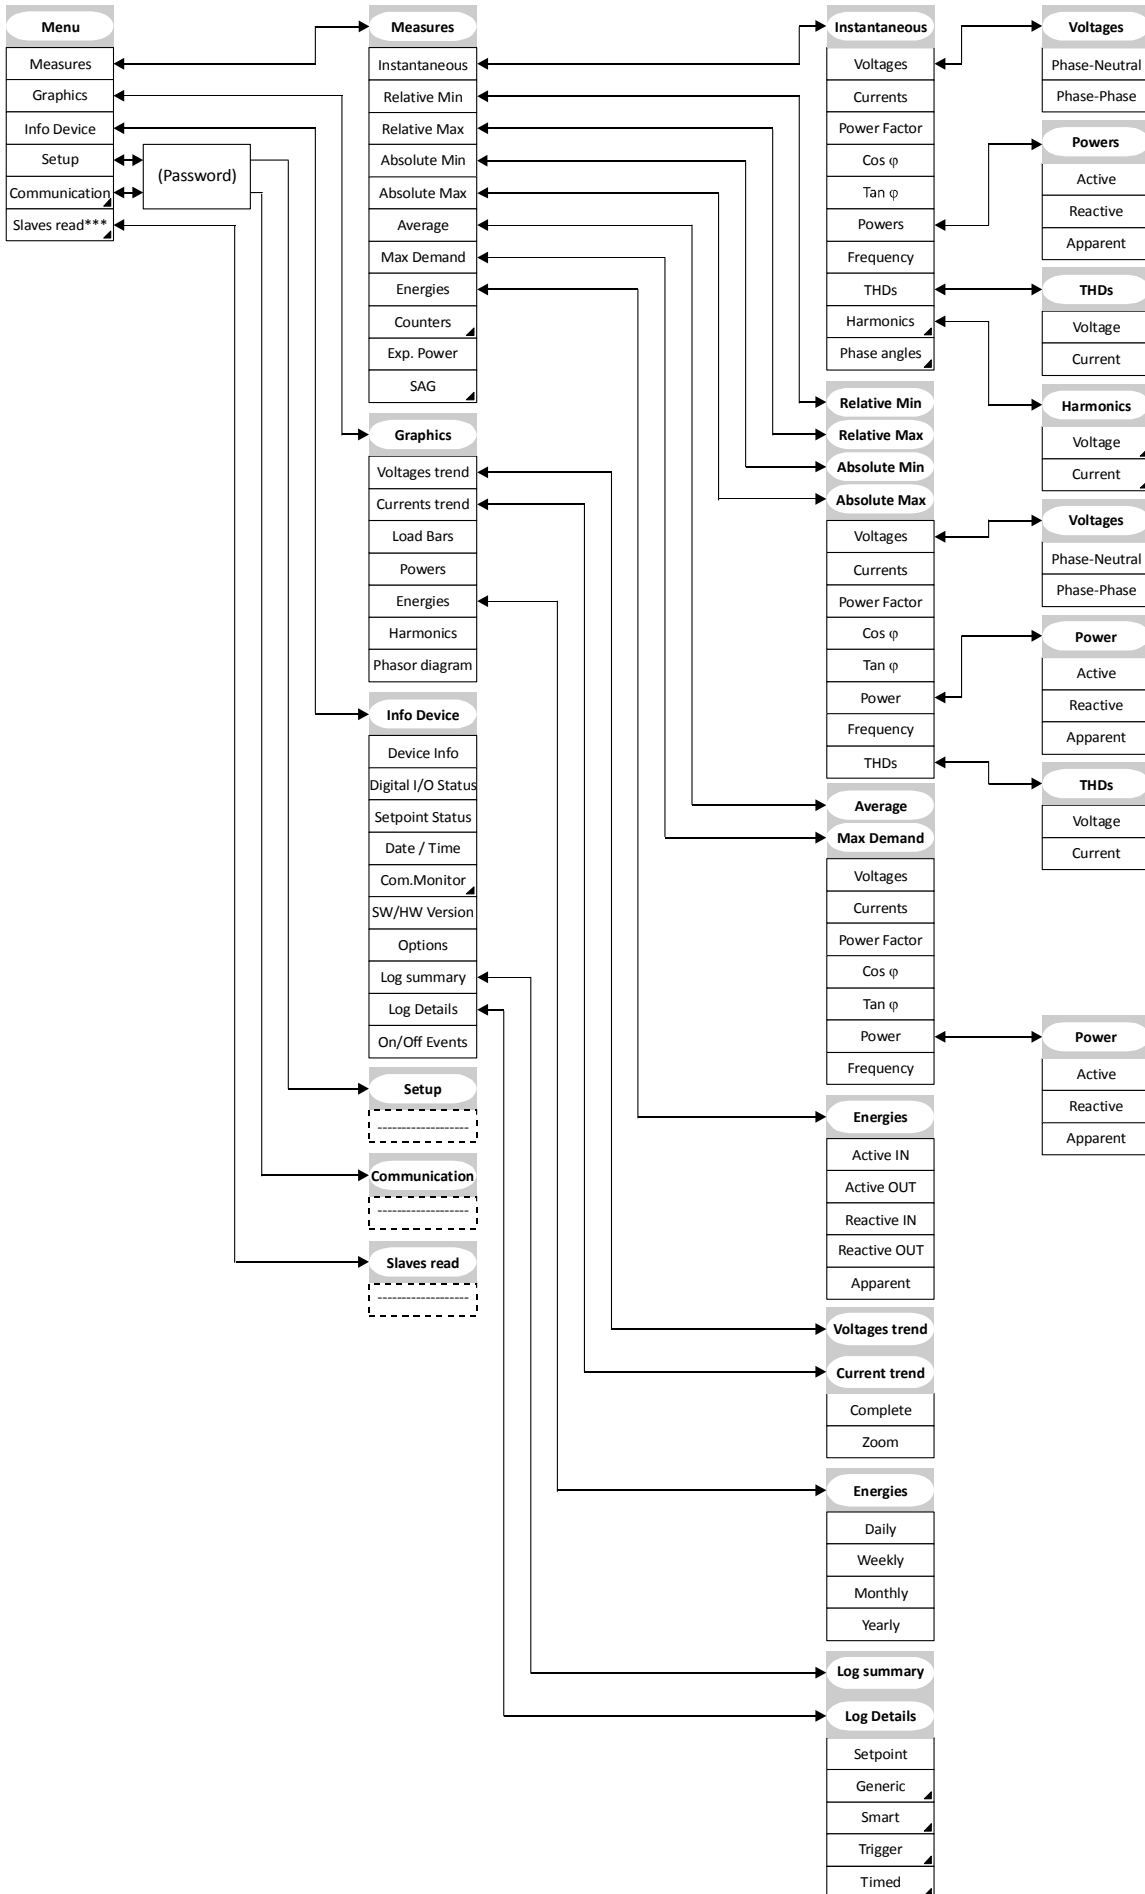 Menu
Measures
Graphics
Info Device
Setup
Communication
Slaves read***
(Password)
Measures
Instantaneous
Relative Min
Relative Max
Absolute Min
Absolute Max
Average
Max Demand
Energies
Counters
Exp. Power
SAG
Graphics
Voltages trend
Currents trend
Load Bars
Powers
Energies
Harmonics
Phasor diagram
Info Device
Device Info
Digital I/O Status
Setpoint Status
Date / Time
Com.Monitor
SW/HW Version
Options
Log summary
Log Details
On/Off Events
Setup
--------------------
Communication
--------------------
Slaves read
--------------------
Instantaneous
Voltages
Currents
Power Factor
Cos φ
Tan φ
Powers
Frequency
THDs
Harmonics
Phase angles
Relative Min
Relative Max
Absolute Min
Absolute Max
Voltages
Currents
Power Factor
Cos φ
Tan φ
Power
Frequency
THDs
Average
Max Demand
Voltages
Currents
Power Factor
Cos φ
Tan φ
Power
Frequency
Energies
Active IN
Active OUT
Reactive IN
Reactive OUT
Apparent
Voltages trend
Current trend
Complete
Zoom
Energies
Daily
Weekly
Monthly
Yearly
Log summary
Log Details
Setpoint
Generic
Smart
Trigger
Timed
Voltages
Phase-Neutral
Phase-Phase
Powers
Active
Reactive
Apparent
THDs
Voltage
Current
Harmonics
Voltage
Current
Voltages
Phase-Neutral
Phase-Phase
Power
Active
Reactive
Apparent
THDs
Voltage
Current
Power
Active
Reactive
Apparent